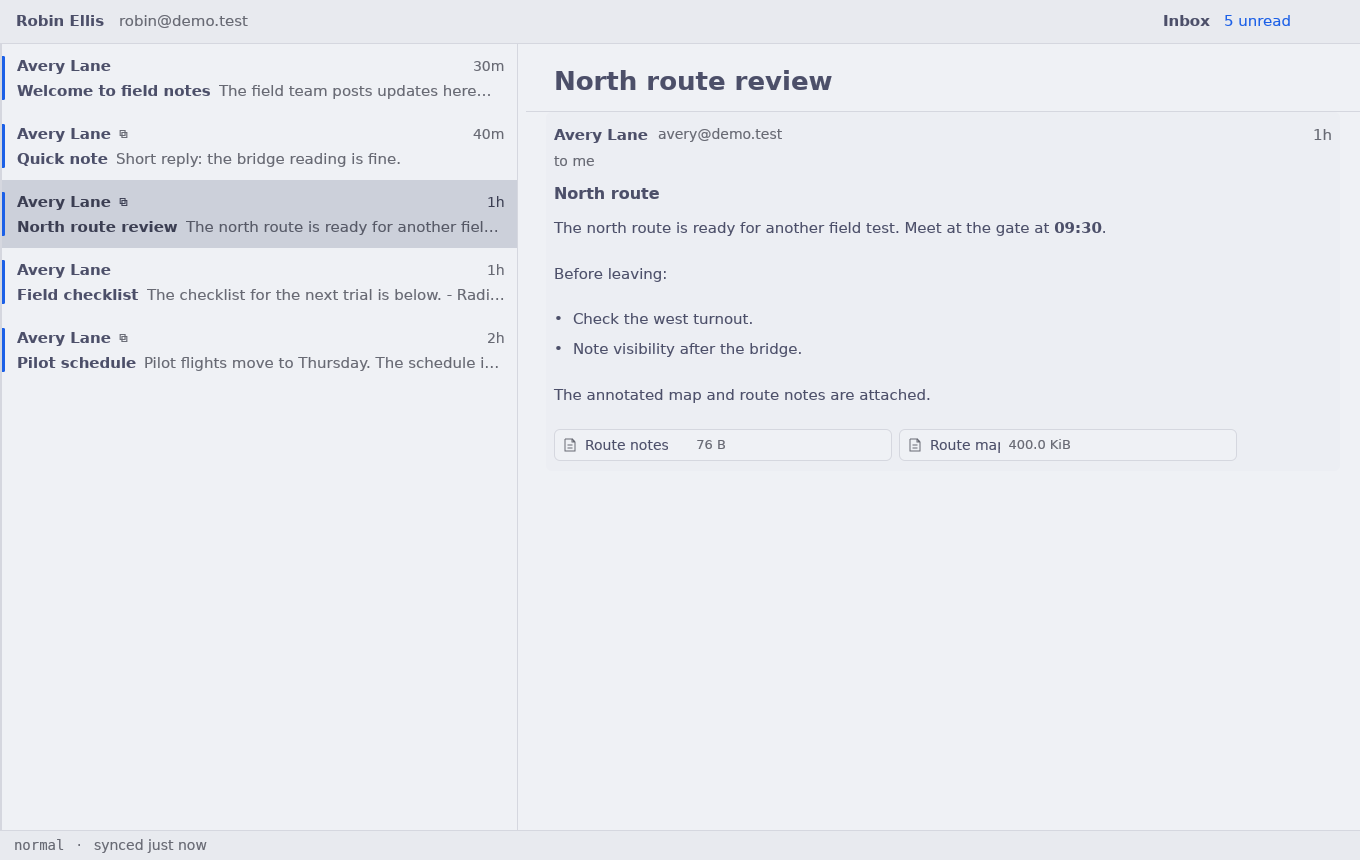 Robin Ellis robin@demo.test Inbox 5 unread
Avery Lane 30m
Welcome to field notes The field team posts updates here…
Avery Lane 40m
Quick note Short reply: the bridge reading is fine.
Avery Lane 1h
North route review The north route is ready for another fiel…
Avery Lane 1h
Field checklist The checklist for the next trial is below. - Radi…
Avery Lane 2h
Pilot schedule Pilot flights move to Thursday. The schedule i…
North route review
Avery Lane avery@demo.test 1h
to me
North route
The north route is ready for another field test. Meet at the gate at 09:30.
Before leaving:
• Check the west turnout.
• Note visibility after the bridge.
The annotated map and route notes are attached.
Route notes 76 B Route map 400.0 KiB
normal · synced just now